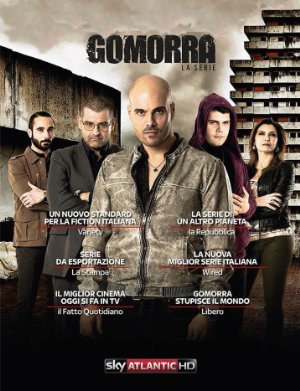 GOMORRA
LA SERIE
UN NUOVO STANDARD
PER LA FICTION ITALIANA
Variety
LA SERIE DI
UN ALTRO PIANETA
la Repubblica
SERIE
DA ESPORTAZIONE
La Stampa
LA NUOVA
MIGLIOR SERIE ITALIANA
Wired
IL MIGLIOR CINEMA
OGGI SI FA IN TV
il Fatto Quotidiano
GOMORRA
STUPISCE IL MONDO
Libero
sky ATLANTIC HD